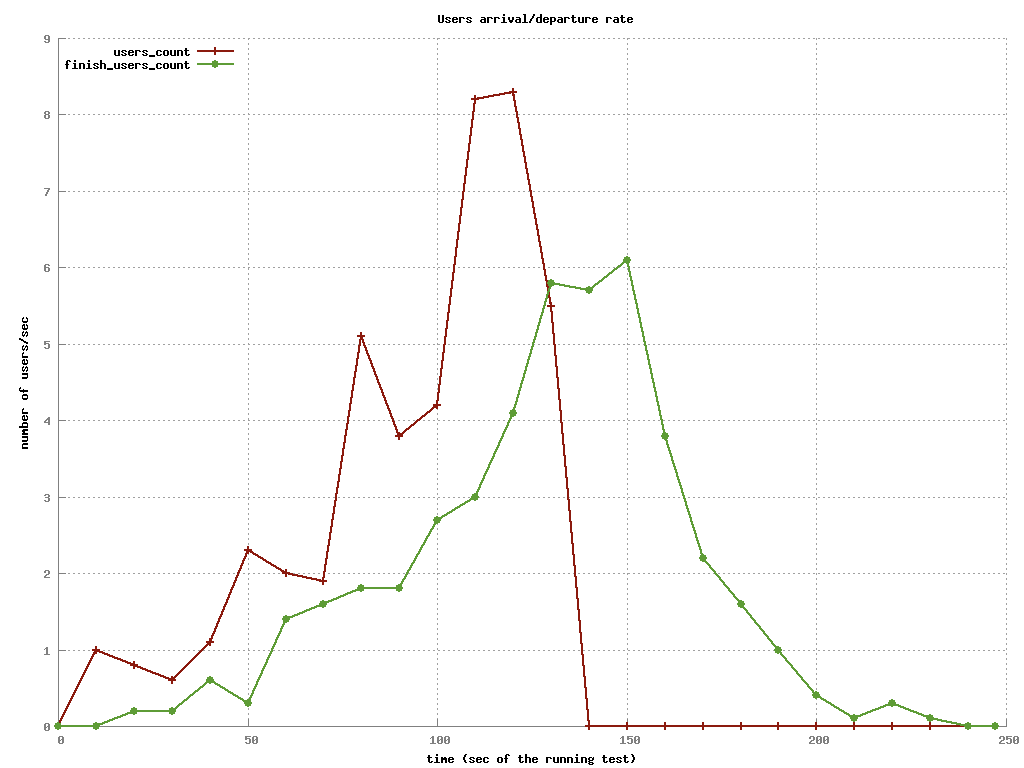 Users arrival/departure rate
users_count
finish_users_count
9
8
7
6
5
4
3
2
1
0
number of users/sec
0 50 100 150 200 250
time (sec of the running test)